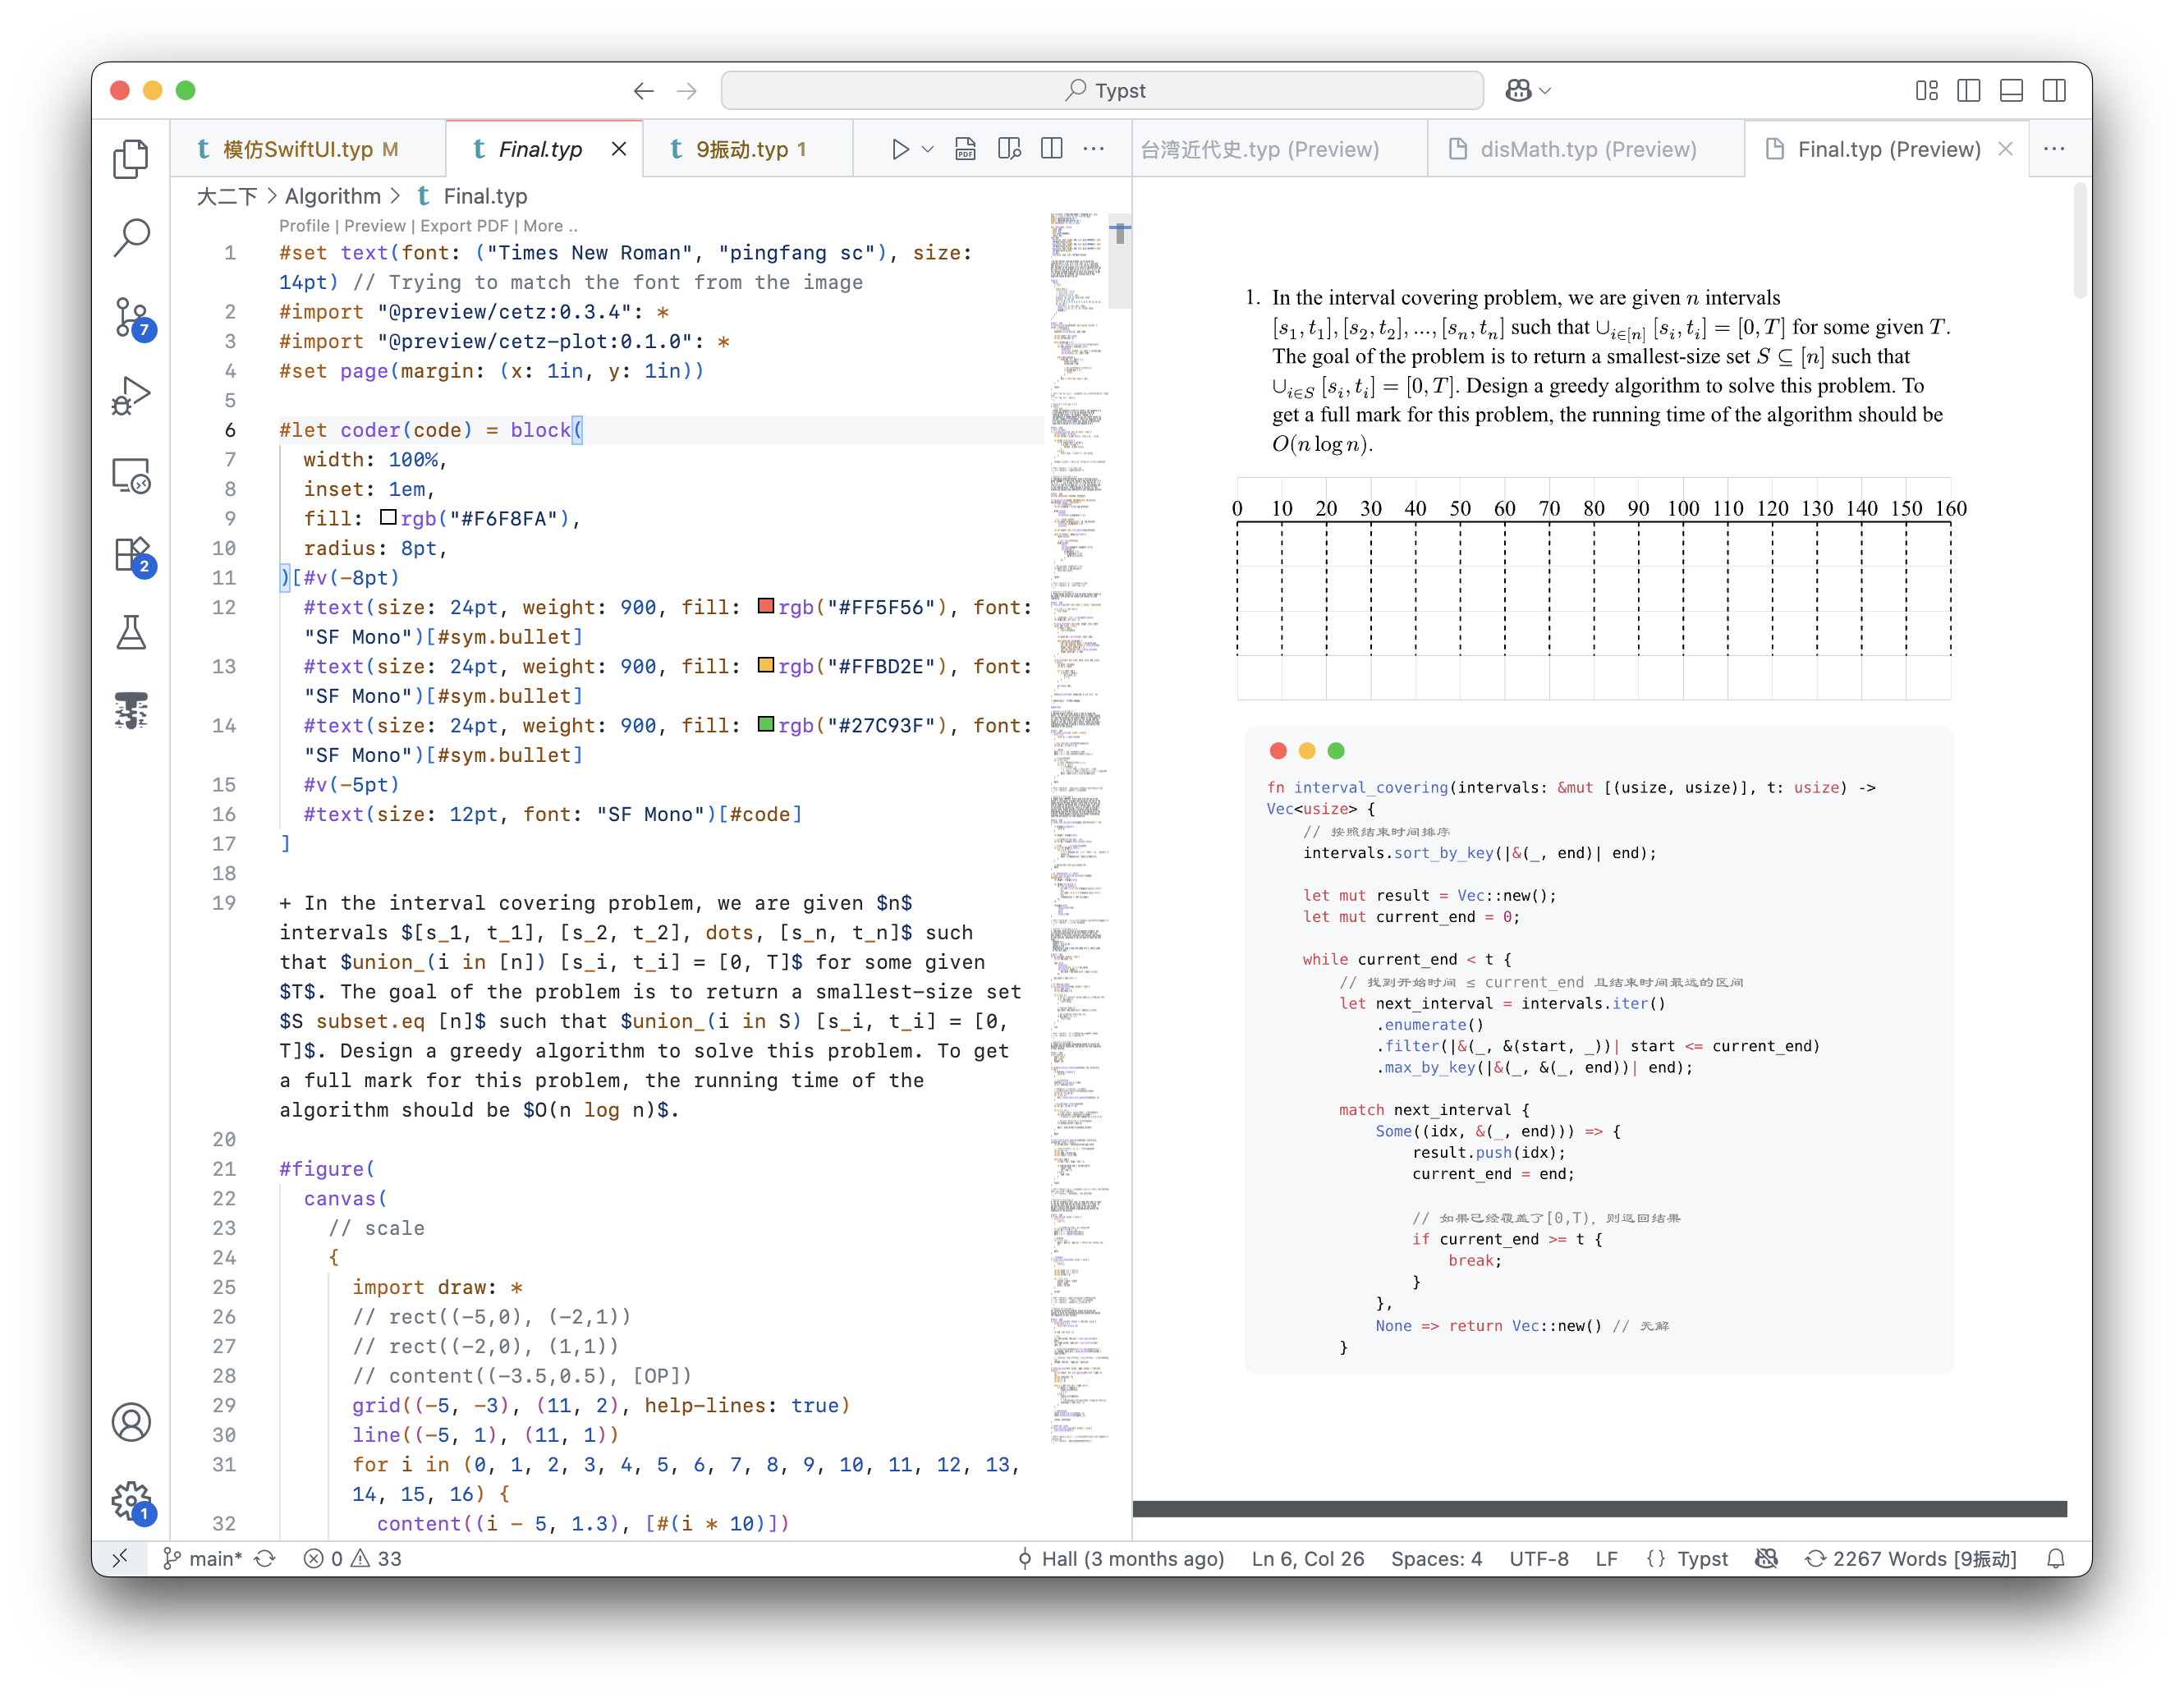 Typst
模仿SwiftUI.typ M
Final.typ
9振动.typ 1
PDF
台湾近代史.typ (Preview)
disMath.typ (Preview)
Final.typ (Preview)
大二下 > Algorithm > Final.typ
Profile | Preview | Export PDF | More ..
1 #set text(font: ("Times New Roman", "pingfang sc"), size:
14pt) // Trying to match the font from the image
2 #import "@preview/cetz:0.3.4": *
3 #import "@preview/cetz-plot:0.1.0": *
4 #set page(margin: (x: 1in, y: 1in))
5
6 #let coder(code) = block(
7 width: 100%,
8 inset: 1em,
9 fill: rgb("#F6F8FA"),
10 radius: 8pt,
11 )[#v(-8pt)
12 #text(size: 24pt, weight: 900, fill: rgb("#FF5F56"), font:
"SF Mono")[#sym.bullet]
13 #text(size: 24pt, weight: 900, fill: rgb("#FFBD2E"), font:
"SF Mono")[#sym.bullet]
14 #text(size: 24pt, weight: 900, fill: rgb("#27C93F"), font:
"SF Mono")[#sym.bullet]
15 #v(-5pt)
16 #text(size: 12pt, font: "SF Mono")[#code]
17 ]
18
19 + In the interval covering problem, we are given $n$
intervals $[s_1, t_1], [s_2, t_2], dots, [s_n, t_n]$ such
that $union_(i in [n]) [s_i, t_i] = [0, T]$ for some given
$T$. The goal of the problem is to return a smallest-size set
$S subset.eq [n]$ such that $union_(i in S) [s_i, t_i] = [0,
T]$. Design a greedy algorithm to solve this problem. To get
a full mark for this problem, the running time of the
algorithm should be $O(n log n)$.
20
21 #figure(
22 canvas(
23 // scale
24 {
25 import draw: *
26 // rect((-5,0), (-2,1))
27 // rect((-2,0), (1,1))
28 // content((-3.5,0.5), [OP])
29 grid((-5, -3), (11, 2), help-lines: true)
30 line((-5, 1), (11, 1))
31 for i in (0, 1, 2, 3, 4, 5, 6, 7, 8, 9, 10, 11, 12, 13,
14, 15, 16) {
32 content((i - 5, 1.3), [#(i * 10)])
7
2
1
1. In the interval covering problem, we are given n intervals
[s₁, t₁], [s₂, t₂], ..., [sₙ, tₙ] such that ∪_{i∈[n]} [sᵢ, tᵢ] = [0, T] for some given T.
The goal of the problem is to return a smallest-size set S ⊆ [n] such that
∪_{i∈S} [sᵢ, tᵢ] = [0, T]. Design a greedy algorithm to solve this problem. To
get a full mark for this problem, the running time of the algorithm should be
O(n log n).
0 10 20 30 40 50 60 70 80 90 100 110 120 130 140 150 160
fn interval_covering(intervals: &mut [(usize, usize)], t: usize) ->
Vec<usize> {
// 按照结束时间排序
intervals.sort_by_key(|&(_, end)| end);
let mut result = Vec::new();
let mut current_end = 0;
while current_end < t {
// 找到开始时间 ≤ current_end 且结束时间最远的区间
let next_interval = intervals.iter()
.enumerate()
.filter(|&(_, &(start, _))| start <= current_end)
.max_by_key(|&(_, &(_, end))| end);
match next_interval {
Some((idx, &(_, end))) => {
result.push(idx);
current_end = end;
// 如果已经覆盖了[0,T), 则返回结果
if current_end >= t {
break;
}
},
None => return Vec::new() // 无解
}
main* 0 33
Hall (3 months ago) Ln 6, Col 26 Spaces: 4 UTF-8 LF {} Typst 2267 Words [9振动]